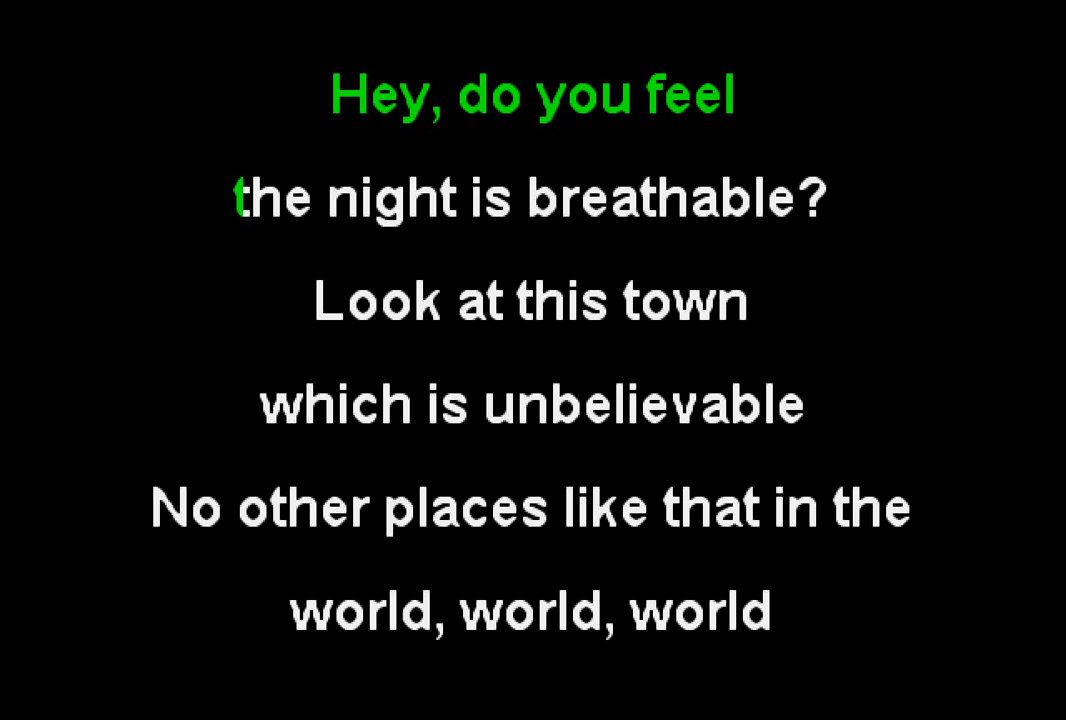 Hey, do you feel
the night is breathable?
Look at this town
which is unbelievable
No other places like that in the
world, world, world